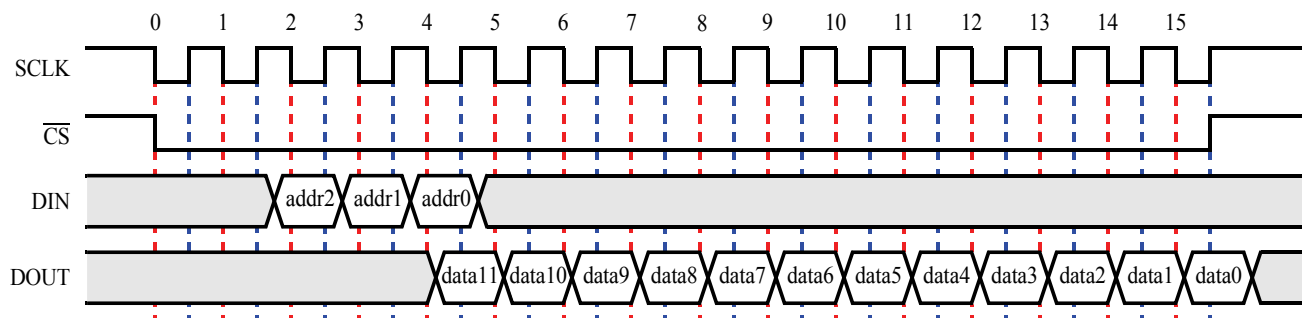 0 1 2 3 4 5 6 7 8 9 10 11 12 13 14 15
SCLK
CS
DIN addr2 addr1 addr0
DOUT data11 data10 data9 data8 data7 data6 data5 data4 data3 data2 data1 data0